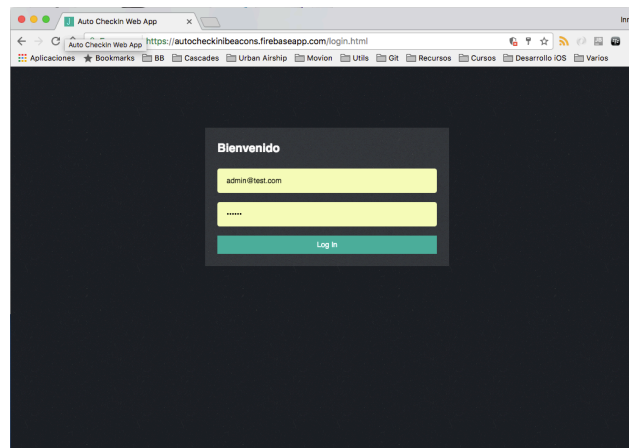 Auto CheckIn Web App
Inr
https://autocheckinibeacons.firebaseapp.com/login.html
Auto CheckIn Web App
Aplicaciones Bookmarks BB Cascades Urban Airship Movion Utils Git Recursos Cursos Desarrollo iOS Varios
Bienvenido
admin@test.com
••••••
Log In